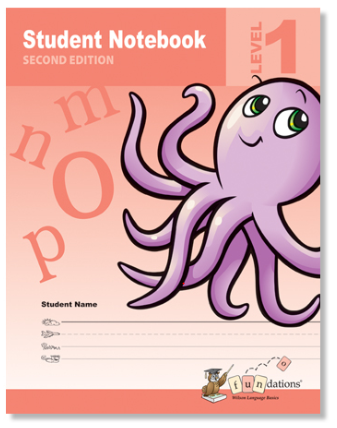 Student Notebook
SECOND EDITION
LEVEL 1
n m
o
p
Student Name
o
fundations®
Wilson Language Basics